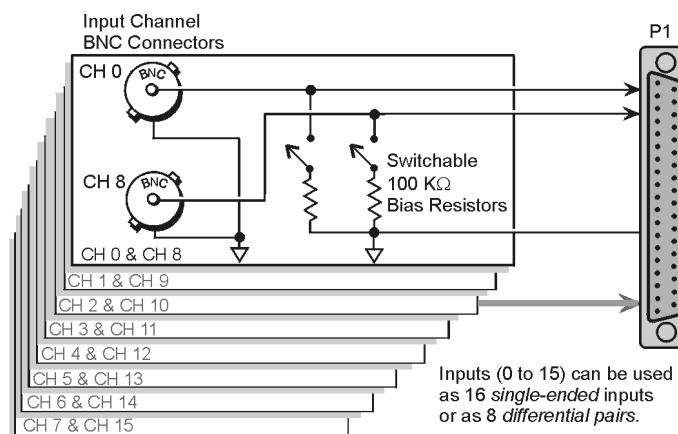 Input Channel
BNC Connectors
P1
CH 0
BNC
CH 8
BNC
Switchable
100 KΩ
Bias Resistors
CH 0 & CH 8
CH 1 & CH 9
CH 2 & CH 10
CH 3 & CH 11
CH 4 & CH 12
CH 5 & CH 13
CH 6 & CH 14
CH 7 & CH 15
Inputs (0 to 15) can be used
as 16 single-ended inputs
or as 8 differential pairs.